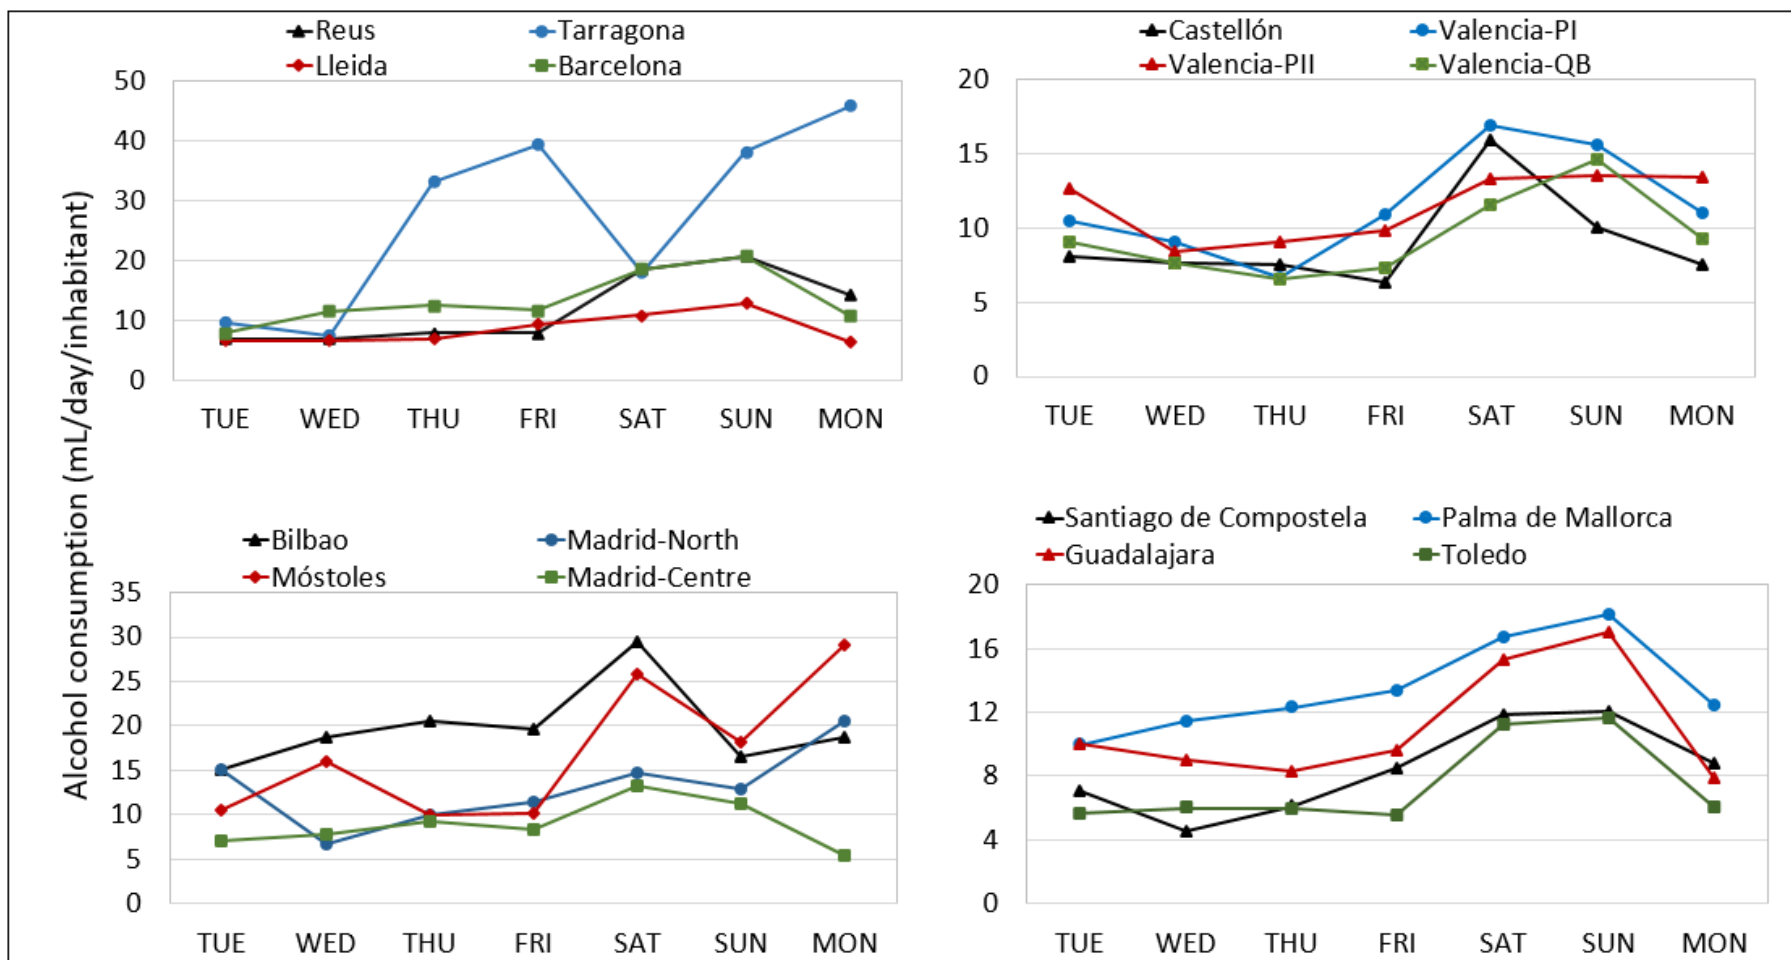 Alcohol consumption (mL/day/inhabitant)
Reus Tarragona
Lleida Barcelona
50
40
30
20
10
0
TUE WED THU FRI SAT SUN MON
Castellón Valencia-PI
Valencia-PII Valencia-QB
20
15
10
5
0
TUE WED THU FRI SAT SUN MON
Bilbao Madrid-North
Móstoles Madrid-Centre
35
30
25
20
15
10
5
0
TUE WED THU FRI SAT SUN MON
Santiago de Compostela Palma de Mallorca
Guadalajara Toledo
20
16
12
8
4
0
TUE WED THU FRI SAT SUN MON